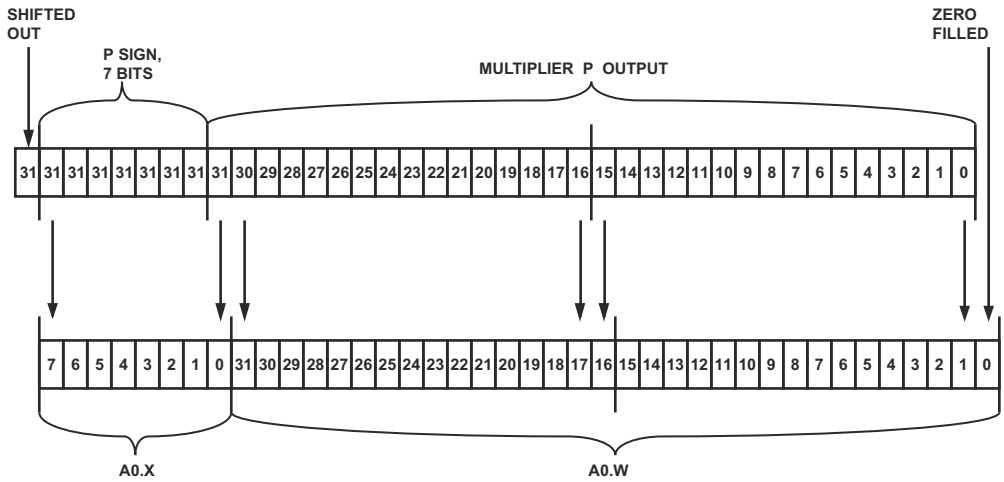 SHIFTED
OUT
ZERO
FILLED
P SIGN,
7 BITS
MULTIPLIER P OUTPUT
31 31 31 31 31 31 31 31 31 30 29 28 27 26 25 24 23 22 21 20 19 18 17 16 15 14 13 12 11 10 9 8 7 6 5 4 3 2 1 0
7 6 5 4 3 2 1 0 31 30 29 28 27 26 25 24 23 22 21 20 19 18 17 16 15 14 13 12 11 10 9 8 7 6 5 4 3 2 1 0
A0.X
A0.W